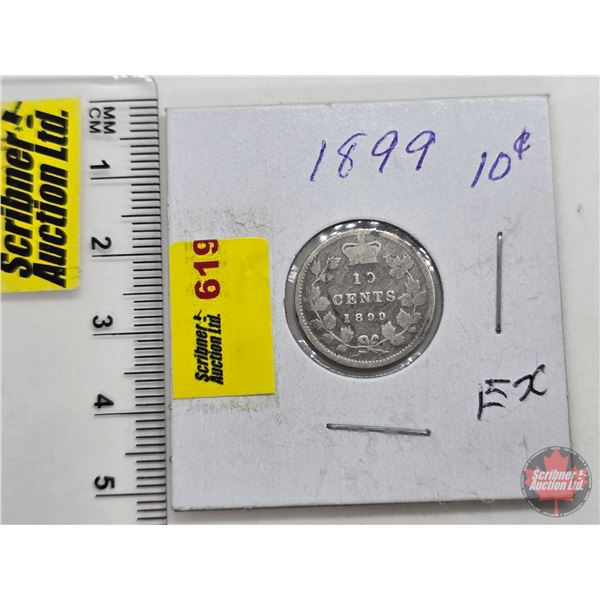 Scribner
Auction Ltd.
MM
CM
1
2
3
4
5
1899 10¢
619
Scribner
Auction Ltd.
10
CENTS
1899
EX
Scribner
Auction Ltd.